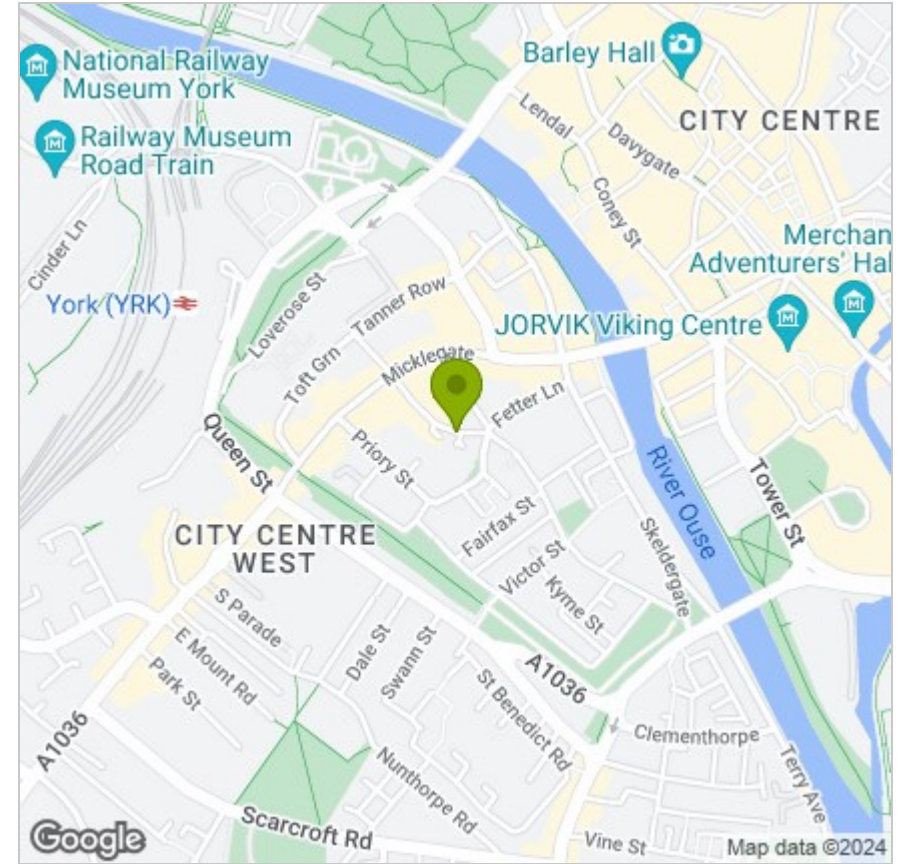 Barley Hall
National Railway
Museum York
Railway Museum
Road Train
Lendal
Davygate
CITY CENTRE
Coney St
Cinder Ln
Merchan
Adventurers' Hal
York (YRK)
Loverose St
Tanner Row
JORVIK Viking Centre
Toft Grn
Micklegate
Fetter Ln
Queen St
Priory St
River Ouse
Tower St
CITY CENTRE
WEST
Fairfax St
Skeldergate
Victor St
Kyme St
S Parade
E Mount Rd
Park St
Dale St
Swann St
A1036
St Benedict Rd
A1036
Clementhorpe
Nunthorpe Rd
Terry Ave
Scarcroft Rd
Vine St
Google
Map data ©2024